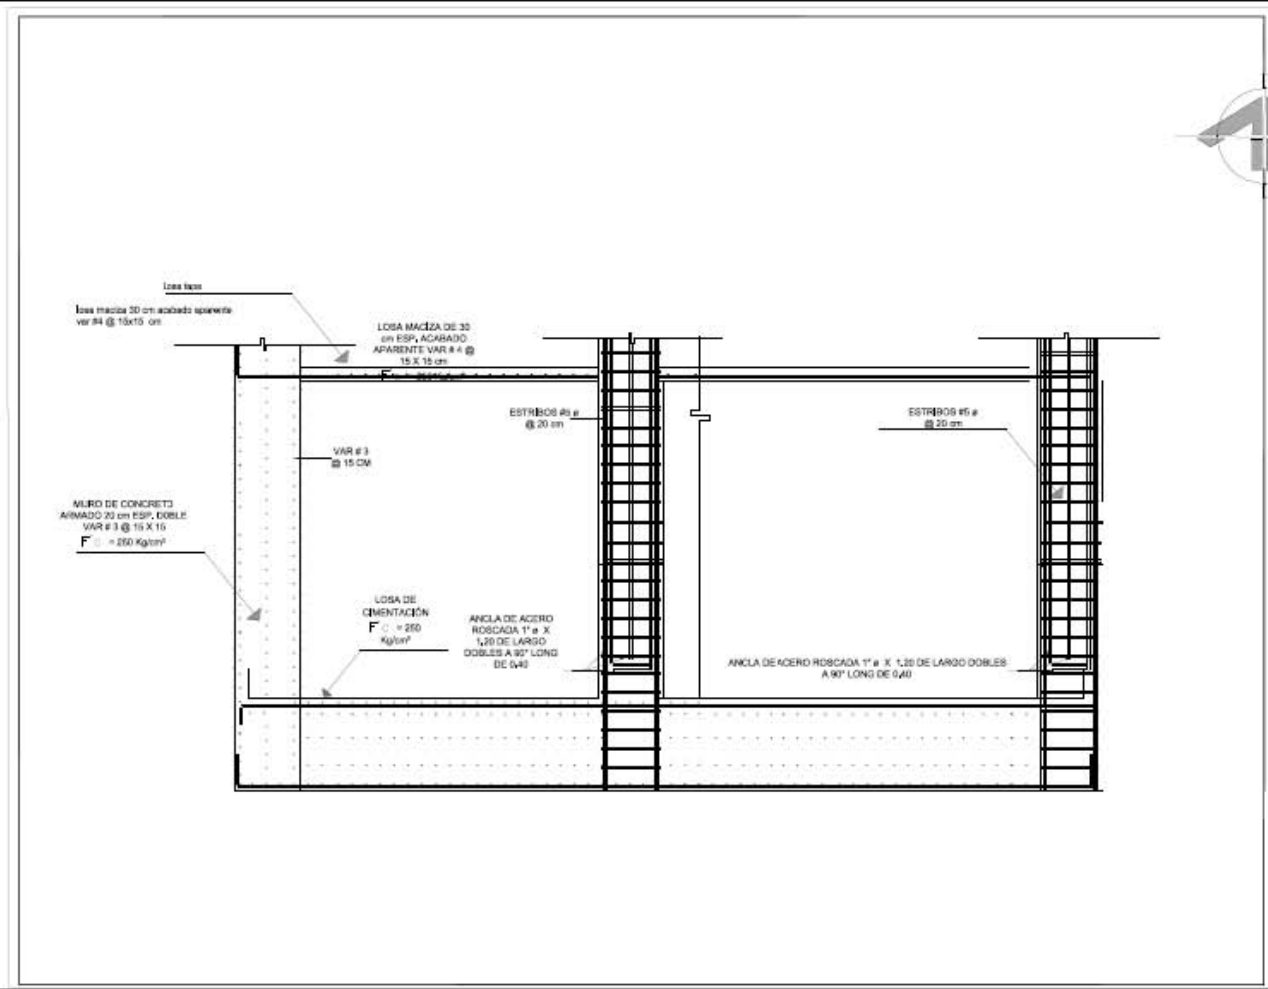 Losa tapa
losa maciza 30 cm acabado aparente
var #4 @ 15x15 cm
LOSA MACIZA DE 30
cm ESP. ACABADO
APARENTE VAR # 4 @
15 X 15 cm
F
ESTRIBOS #5 ø
@ 20 cm
ESTRIBOS #5 ø
@ 20 cm
VAR # 3
@ 15 CM
MURO DE CONCRETO
ARMADO 20 cm ESP. DOBLE
VAR # 3 @ 15 X 15
F C = 250 Kg/cm²
LOSA DE
CIMENTACIÓN
F C = 250
Kg/cm²
ANCLA DE ACERO
ROSCADA 1" ø X
1.20 DE LARGO
DOBLES A 90° LONG
DE 0.40
ANCLA DE ACERO ROSCADA 1" ø X 1.20 DE LARGO DOBLES
A 90° LONG DE 0.40